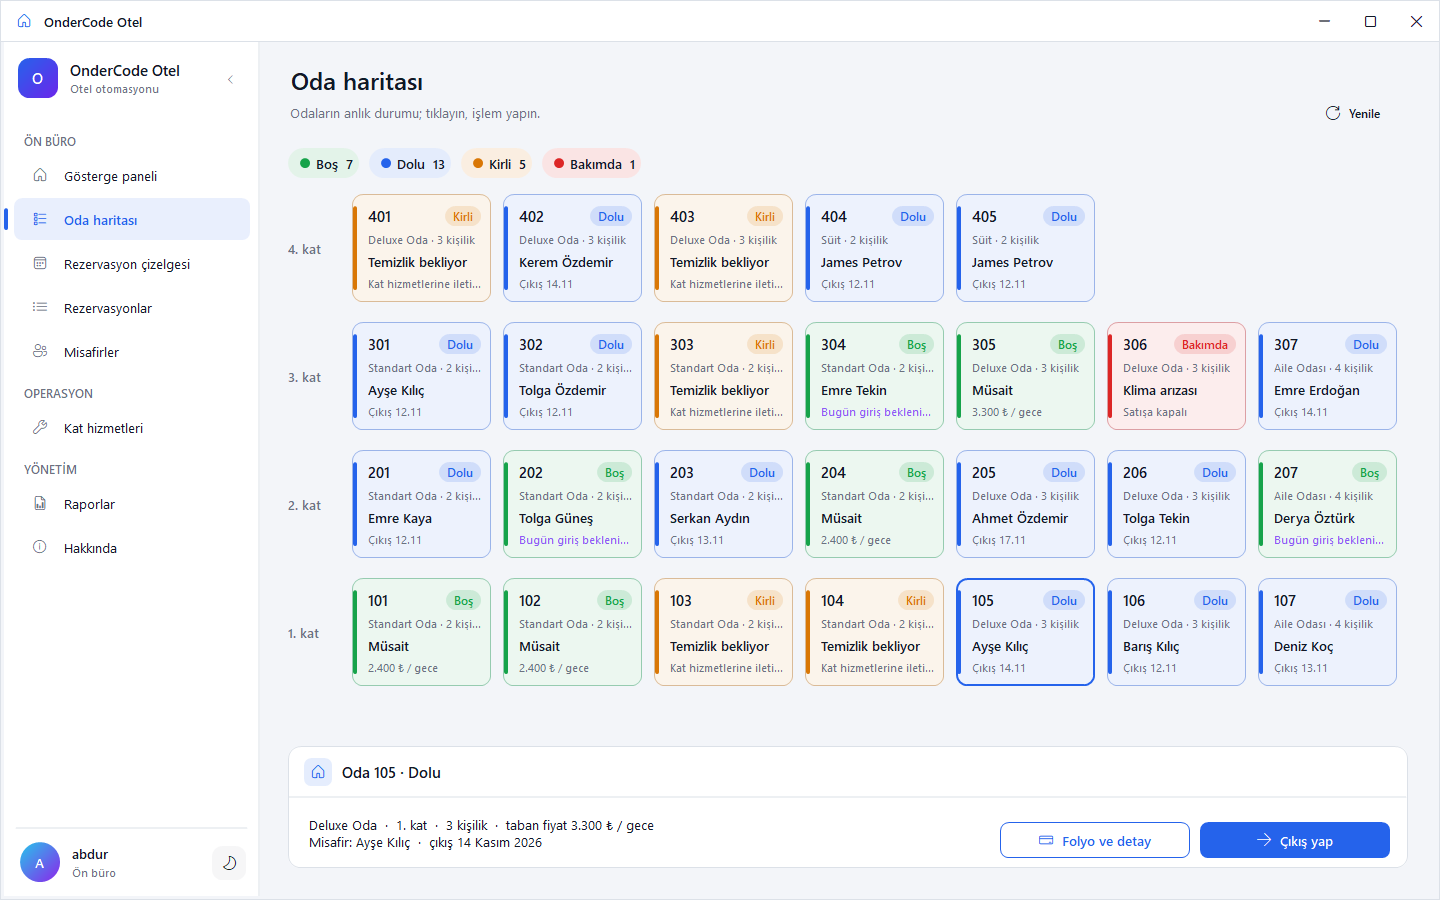 OnderCode Otel
O
OnderCode Otel
Otel otomasyonu
ÖN BÜRO
Gösterge paneli
Oda haritası
Rezervasyon çizelgesi
Rezervasyonlar
Misafirler
OPERASYON
Kat hizmetleri
YÖNETİM
Raporlar
Hakkında
A
abdur
Ön büro
Oda haritası
Odaların anlık durumu; tıklayın, işlem yapın.
Yenile
Boş 7
Dolu 13
Kirli 5
Bakımda 1
4. kat
401 Kirli
Deluxe Oda · 3 kişilik
Temizlik bekliyor
Kat hizmetlerine ileti...
402 Dolu
Deluxe Oda · 3 kişilik
Kerem Özdemir
Çıkış 14.11
403 Kirli
Deluxe Oda · 3 kişilik
Temizlik bekliyor
Kat hizmetlerine ileti...
404 Dolu
Süit · 2 kişilik
James Petrov
Çıkış 12.11
405 Dolu
Süit · 2 kişilik
James Petrov
Çıkış 12.11
3. kat
301 Dolu
Standart Oda · 2 kişi...
Ayşe Kılıç
Çıkış 12.11
302 Dolu
Standart Oda · 2 kişi...
Tolga Özdemir
Çıkış 12.11
303 Kirli
Standart Oda · 2 kişi...
Temizlik bekliyor
Kat hizmetlerine ileti...
304 Boş
Standart Oda · 2 kişi...
Emre Tekin
Bugün giriş bekleni...
305 Boş
Deluxe Oda · 3 kişilik
Müsait
3.300 ₺ / gece
306 Bakımda
Deluxe Oda · 3 kişilik
Klima arızası
Satışa kapalı
307 Dolu
Aile Odası · 4 kişilik
Emre Erdoğan
Çıkış 14.11
2. kat
201 Dolu
Standart Oda · 2 kişi...
Emre Kaya
Çıkış 12.11
202 Boş
Standart Oda · 2 kişi...
Tolga Güneş
Bugün giriş bekleni...
203 Dolu
Standart Oda · 2 kişi...
Serkan Aydın
Çıkış 13.11
204 Boş
Standart Oda · 2 kişi...
Müsait
2.400 ₺ / gece
205 Dolu
Deluxe Oda · 3 kişilik
Ahmet Özdemir
Çıkış 17.11
206 Dolu
Deluxe Oda · 3 kişilik
Tolga Tekin
Çıkış 12.11
207 Boş
Aile Odası · 4 kişilik
Derya Öztürk
Bugün giriş bekleni...
1. kat
101 Boş
Standart Oda · 2 kişi...
Müsait
2.400 ₺ / gece
102 Boş
Standart Oda · 2 kişi...
Müsait
2.400 ₺ / gece
103 Kirli
Standart Oda · 2 kişi...
Temizlik bekliyor
Kat hizmetlerine ileti...
104 Kirli
Standart Oda · 2 kişi...
Temizlik bekliyor
Kat hizmetlerine ileti...
105 Dolu
Deluxe Oda · 3 kişilik
Ayşe Kılıç
Çıkış 14.11
106 Dolu
Deluxe Oda · 3 kişilik
Barış Kılıç
Çıkış 12.11
107 Dolu
Aile Odası · 4 kişilik
Deniz Koç
Çıkış 13.11
Oda 105 · Dolu
Deluxe Oda · 1. kat · 3 kişilik · taban fiyat 3.300 ₺ / gece
Misafir: Ayşe Kılıç · çıkış 14 Kasım 2026
Folyo ve detay
Çıkış yap